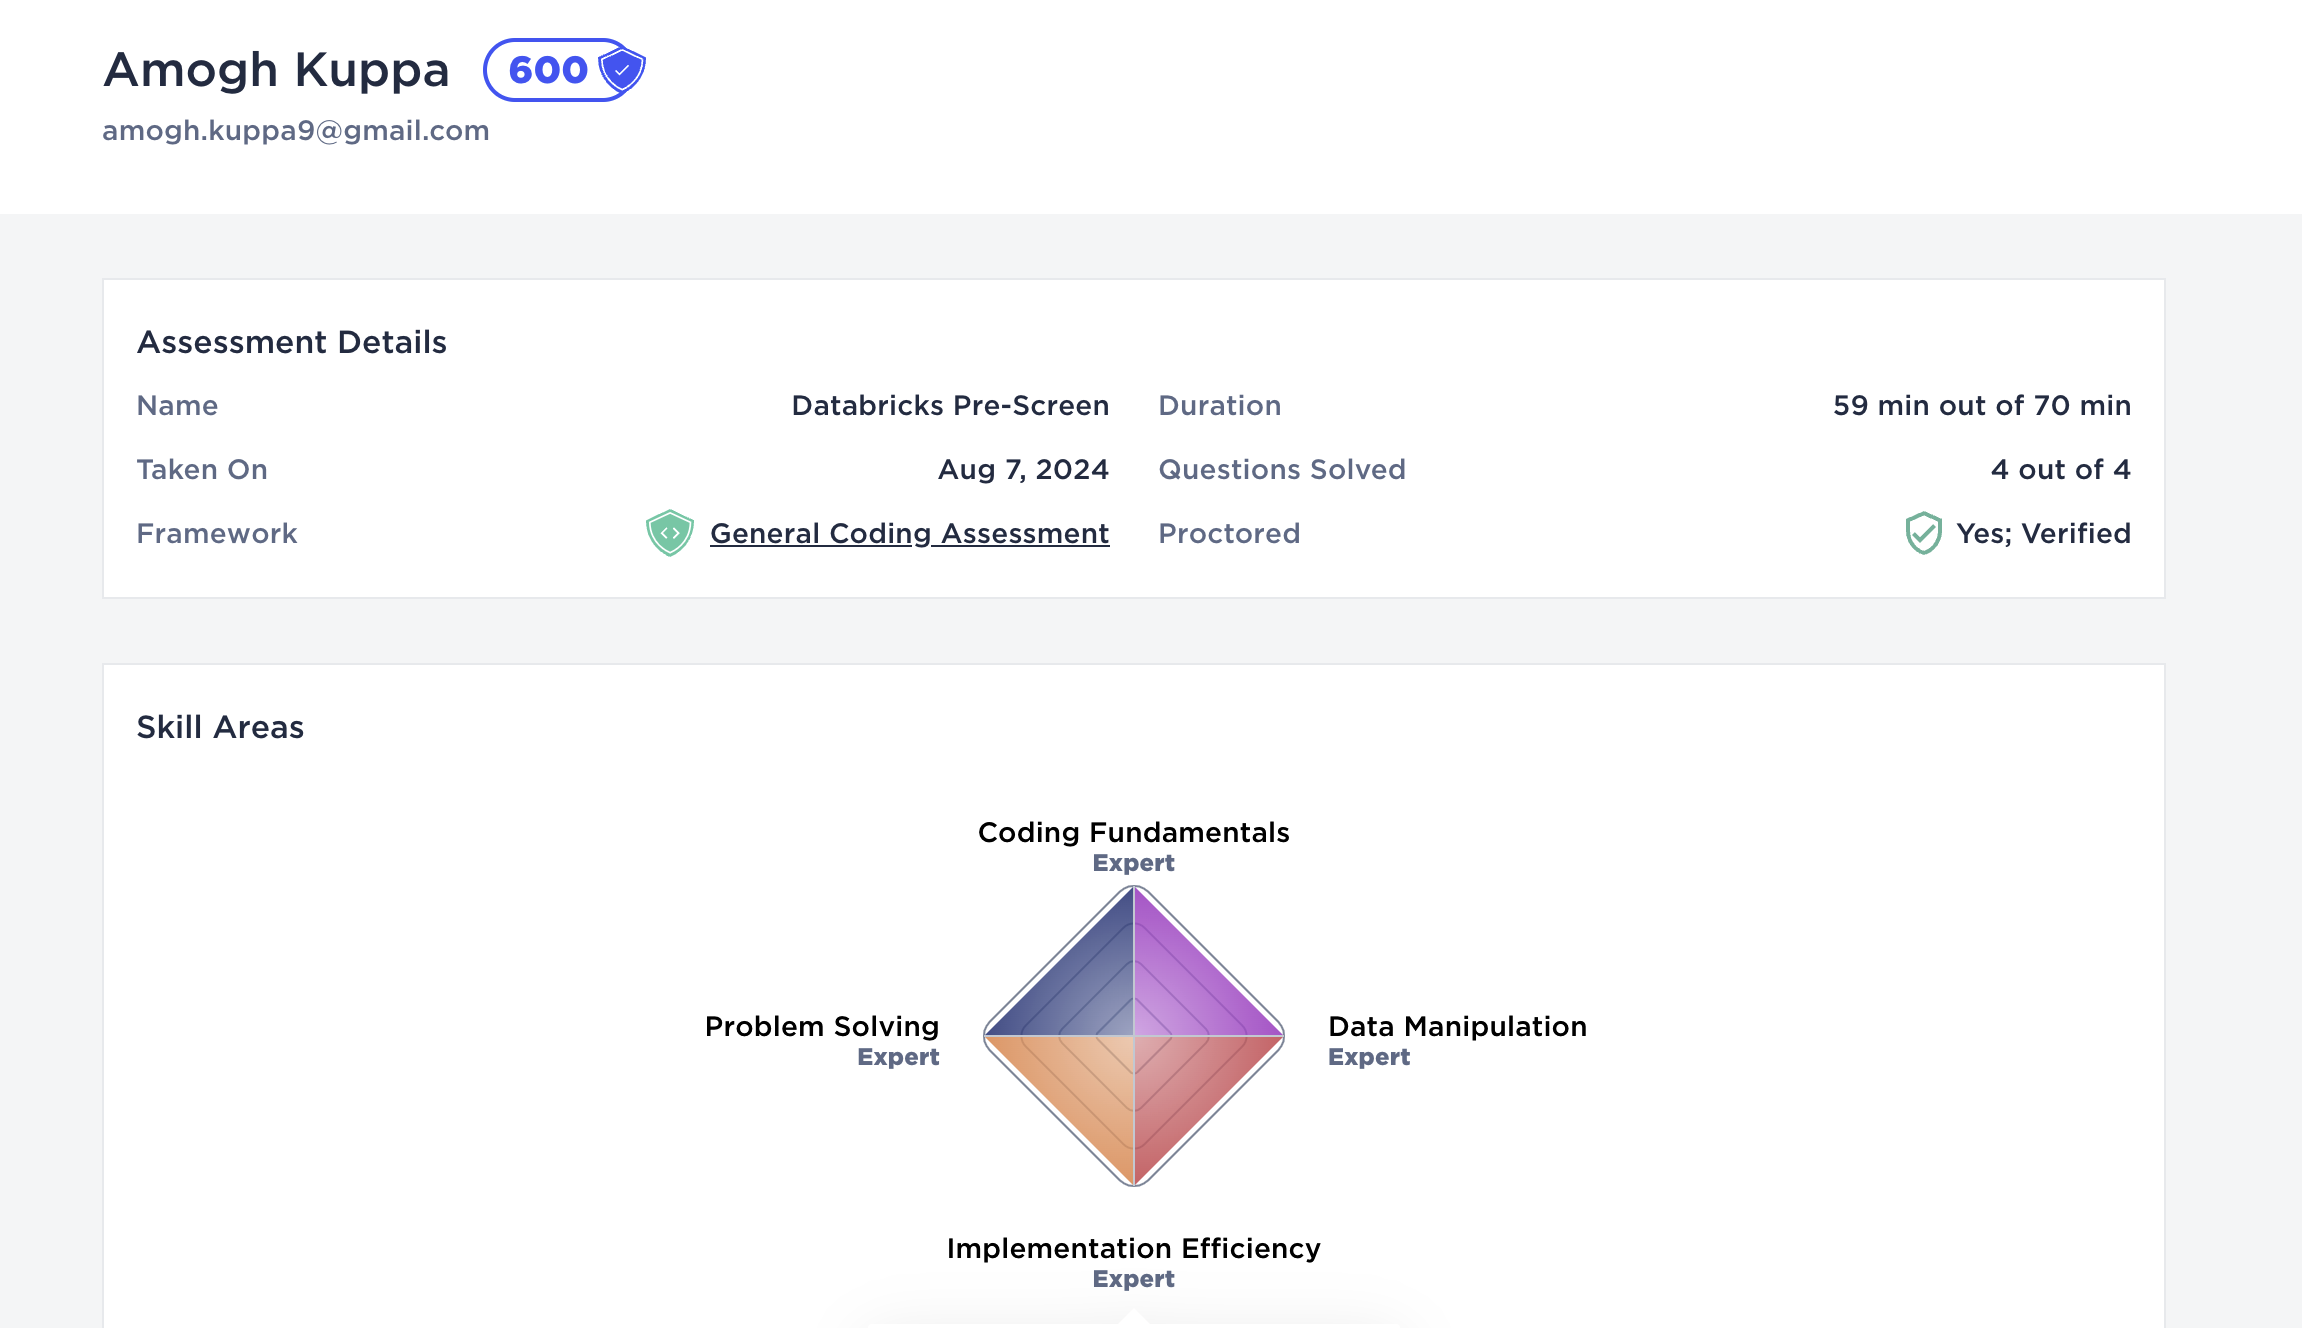 Amogh Kuppa 600
amogh.kuppa9@gmail.com
Assessment Details
Name Databricks Pre-Screen Duration 59 min out of 70 min
Taken On Aug 7, 2024 Questions Solved 4 out of 4
Framework General Coding Assessment Proctored Yes; Verified
Skill Areas
Coding Fundamentals
Expert
Problem Solving
Expert
Data Manipulation
Expert
Implementation Efficiency
Expert